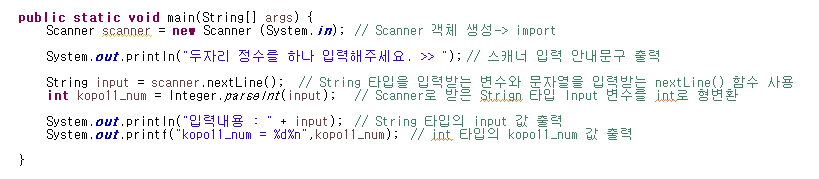 public static void main(String[] args) {
Scanner scanner = new Scanner (System.in); // Scanner 객체 생성-> import
System.out.println("두자리 정수를 하나 입력해주세요. >> "); // 스캐너 입력 안내문구 출력
String input = scanner.nextLine(); // String 타입을 입력받는 변수와 문자열을 입력받는 nextLine() 함수 사용
int kopo11_num = Integer.parseInt(input); // Scanner로 받은 Strign 타입 Input 변수를 int로 형변환
System.out.println("입력내용 : " + input); // String 타입의 input 값 출력
System.out.printf("kopo11_num = %d%n",kopo11_num); // int 타입의 kopo11_num 값 출력
}